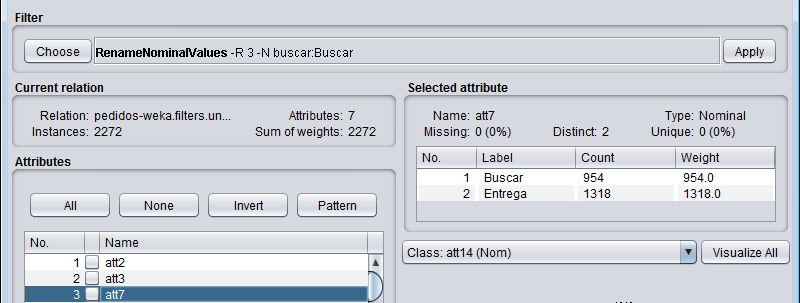 Filter
Choose RenameNominalValues -R 3 -N buscar:Buscar Apply
Current relation
Relation: pedidos-weka.filters.un... Attributes: 7
Instances: 2272 Sum of weights: 2272
Attributes
All None Invert Pattern
No. Name
1 att2
2 att3
3 att7
Selected attribute
Name: att7 Type: Nominal
Missing: 0 (0%) Distinct: 2 Unique: 0 (0%)
No. Label Count Weight
1 Buscar 954 954.0
2 Entrega 1318 1318.0
Class: att14 (Nom) Visualize All